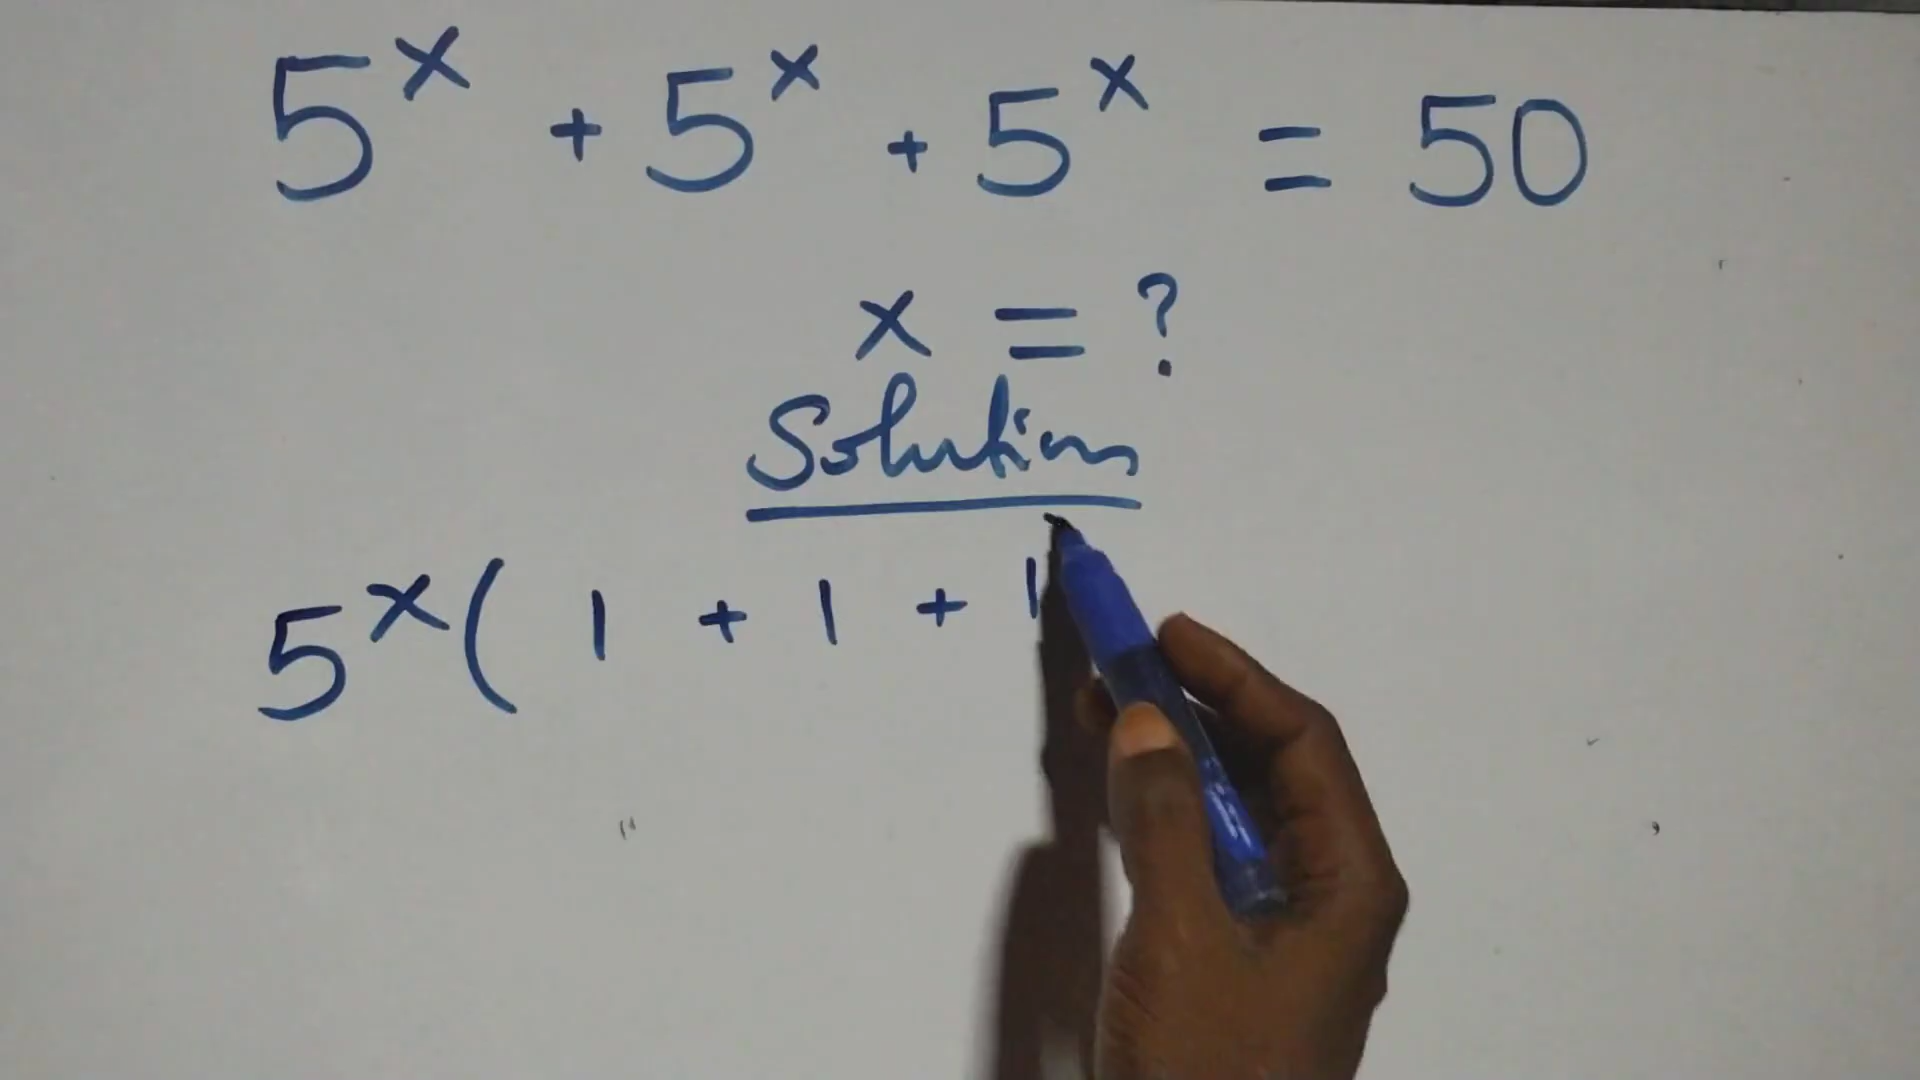 5^x + 5^x + 5^x = 50
x = ?
Solution
5^x ( 1 + 1 + 1